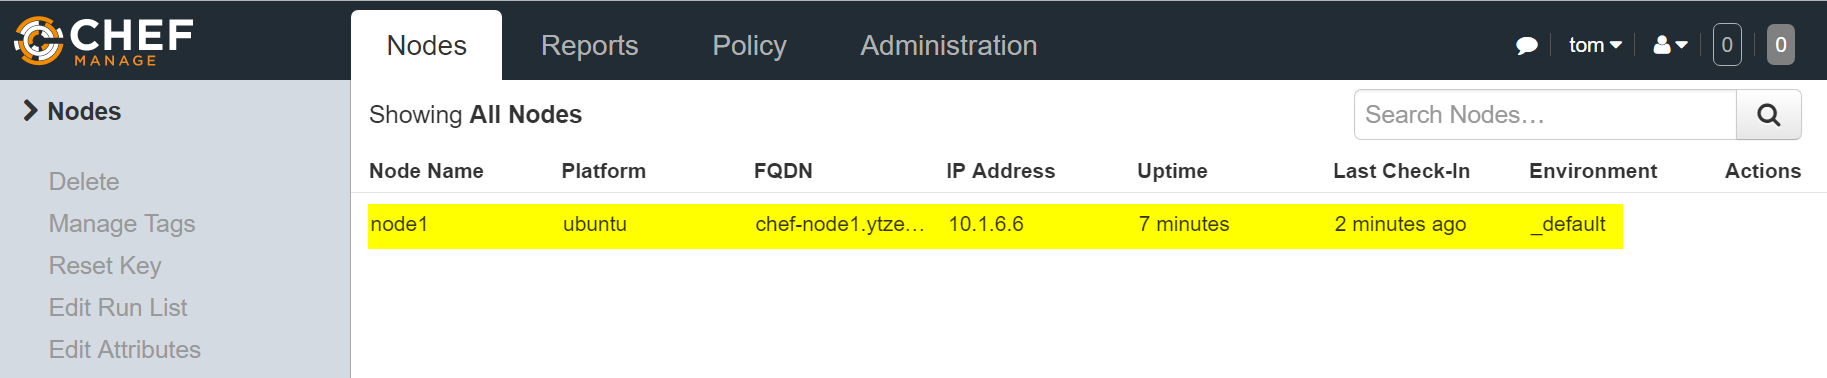 CHEF
MANAGE
Nodes Reports Policy Administration tom 0 0
Nodes
Delete
Manage Tags
Reset Key
Edit Run List
Edit Attributes
Showing All Nodes
Search Nodes…
Node Name Platform FQDN IP Address Uptime Last Check-In Environment Actions
node1 ubuntu chef-node1.ytze… 10.1.6.6 7 minutes 2 minutes ago _default